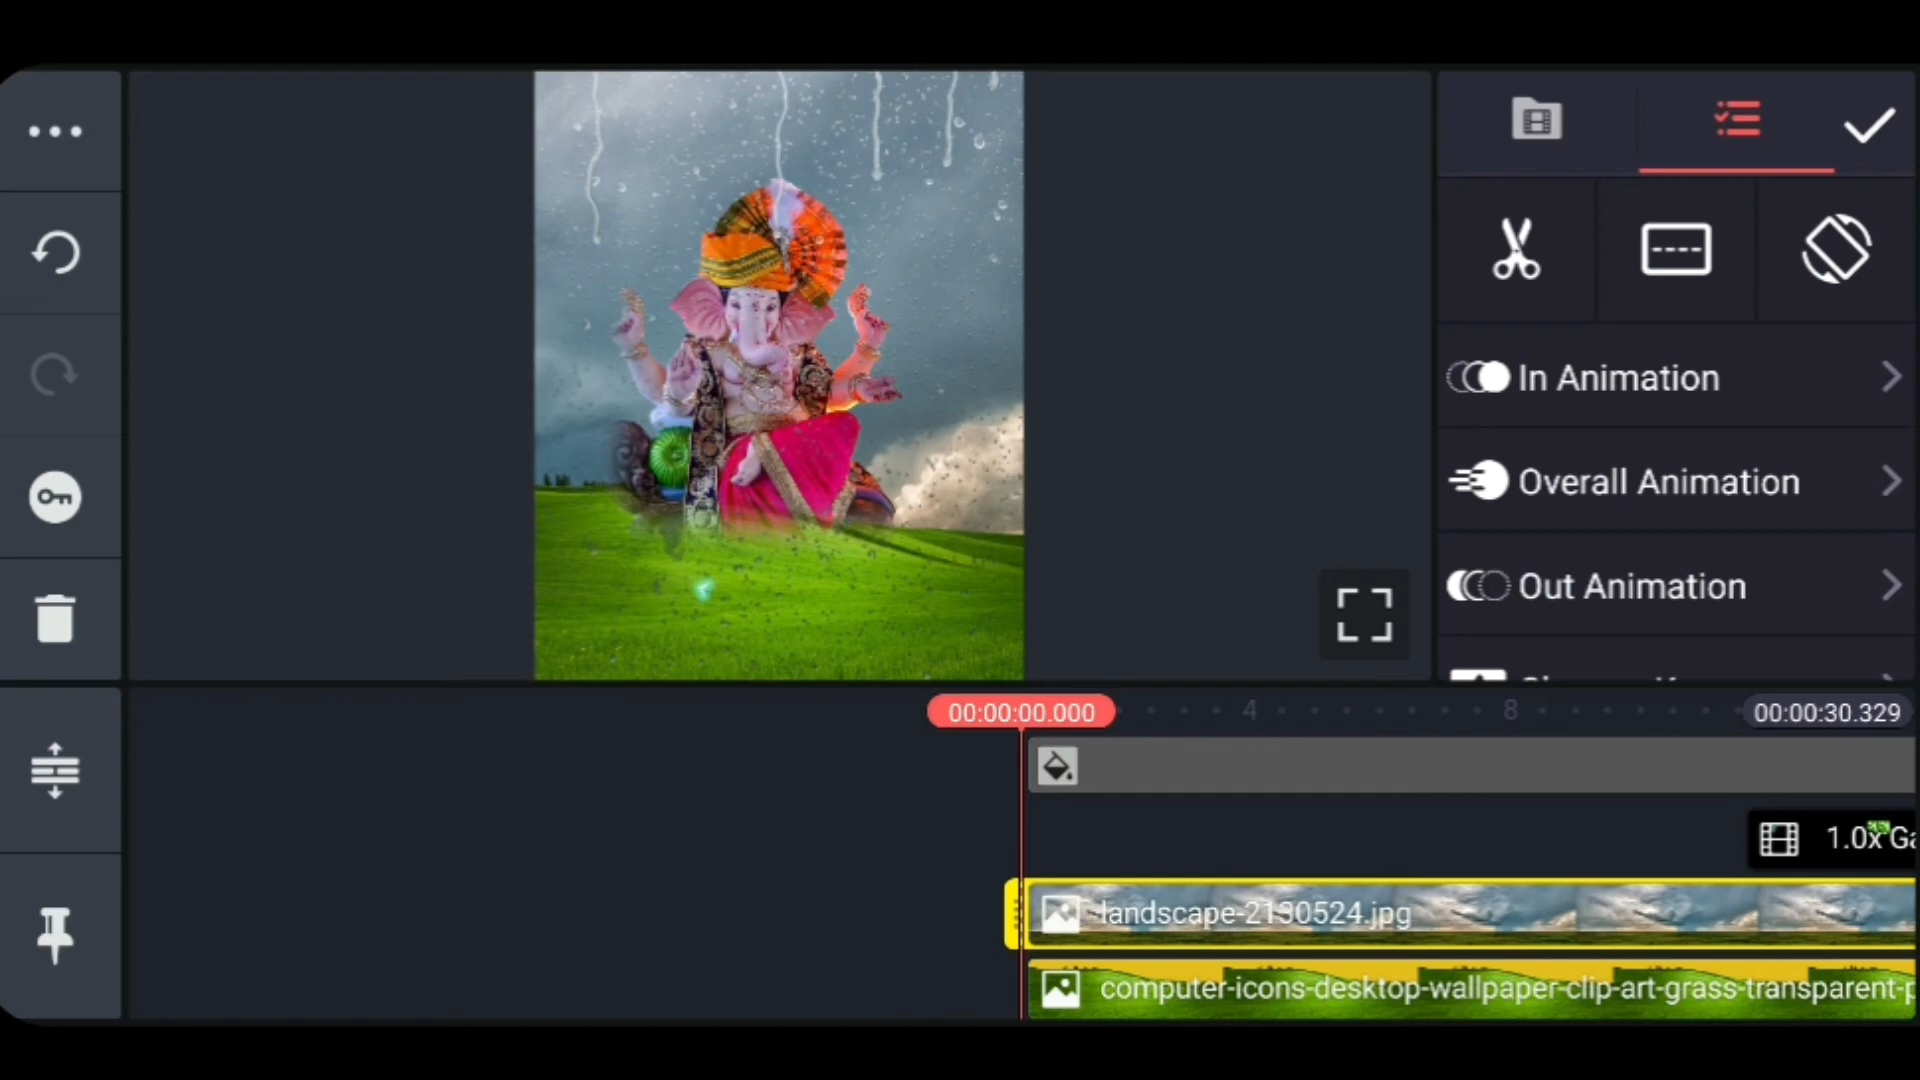 In Animation
Overall Animation
Out Animation
00:00:00.000
4
8
00:00:30.329
1.0x
landscape-2130524.jpg
computer-icons-desktop-wallpaper-clip-art-grass-transparent-p